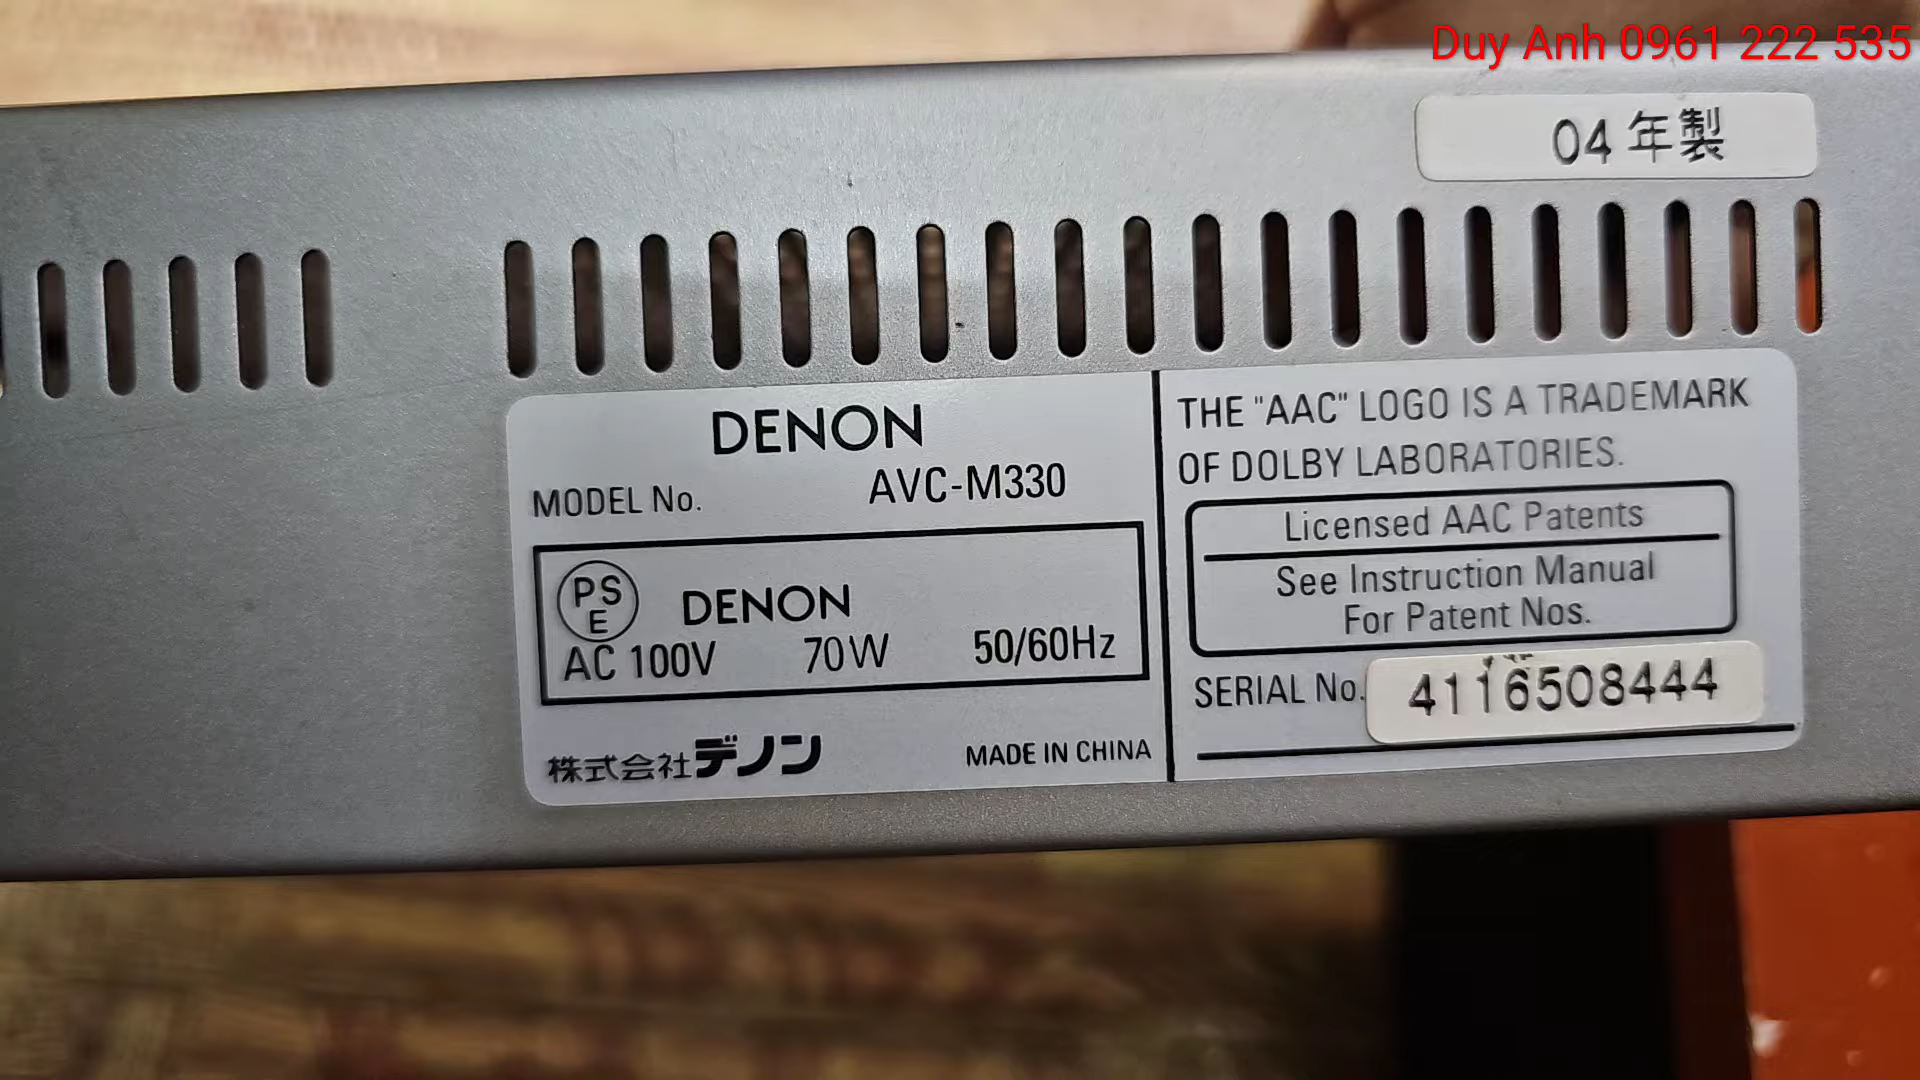 Duy Anh 0961 222 535
04年製
DENON
MODEL No. AVC-M330
PS
E
DENON
AC 100V 70W 50/60Hz
株式会社デノン
MADE IN CHINA
THE "AAC" LOGO IS A TRADEMARK
OF DOLBY LABORATORIES.
Licensed AAC Patents
See Instruction Manual
For Patent Nos.
SERIAL No. 4116508444